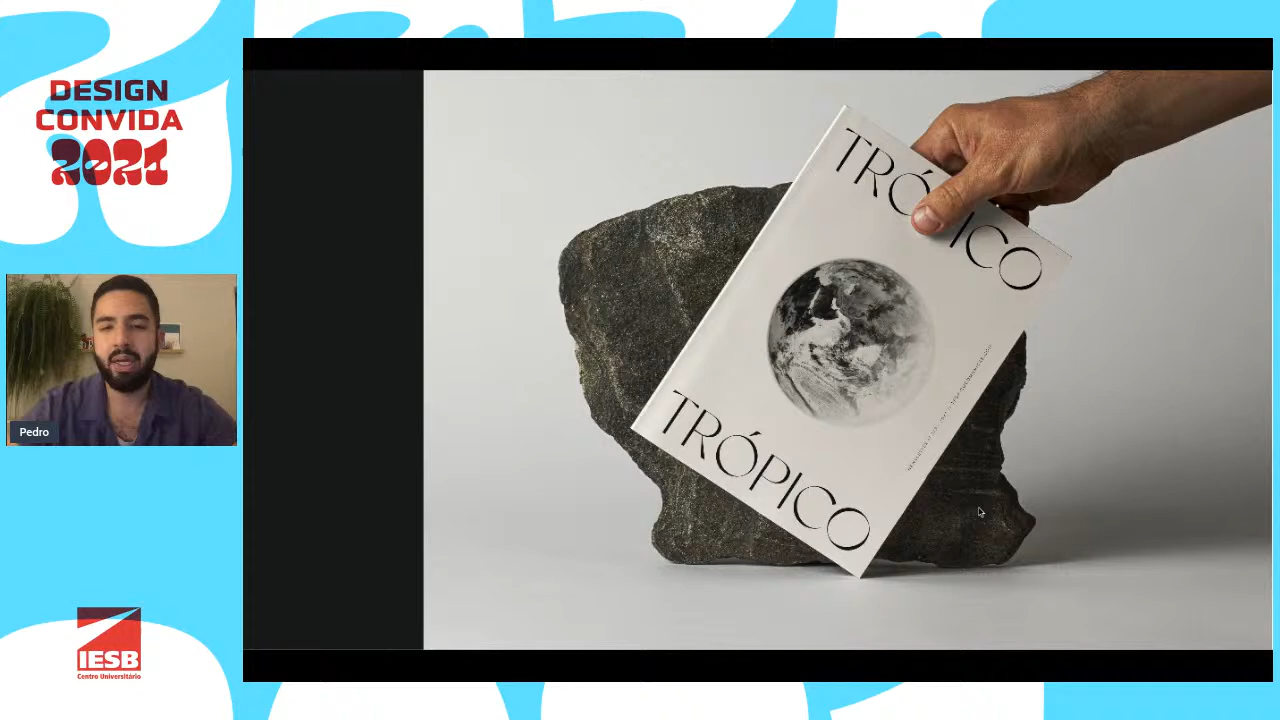 DESIGN
CONVIDA
2021
Pedro
IESB
Centro Universitário
TRÓPICO
TRÓPICO